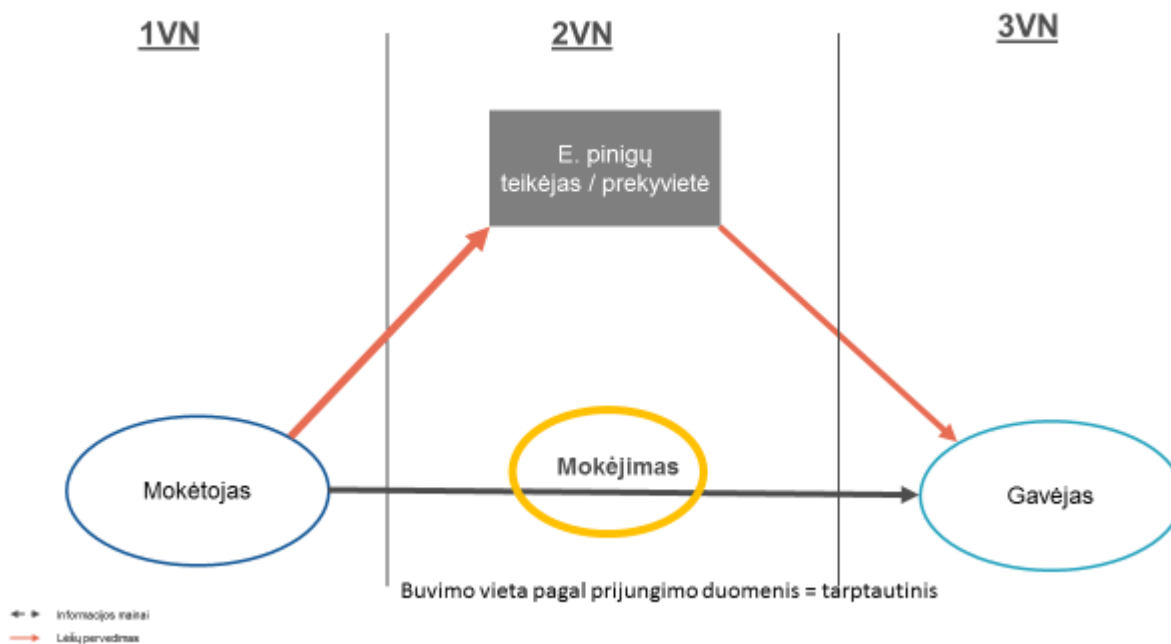 1VN
2VN
3VN
E. pinigų
teikėjas / prekyvietė
Mokėtojas
Mokėjimas
Gavėjas
Buvimo vieta pagal prijungimo duomenis = tarptautinis
Informacijos mainai
Lėšų pervedimas